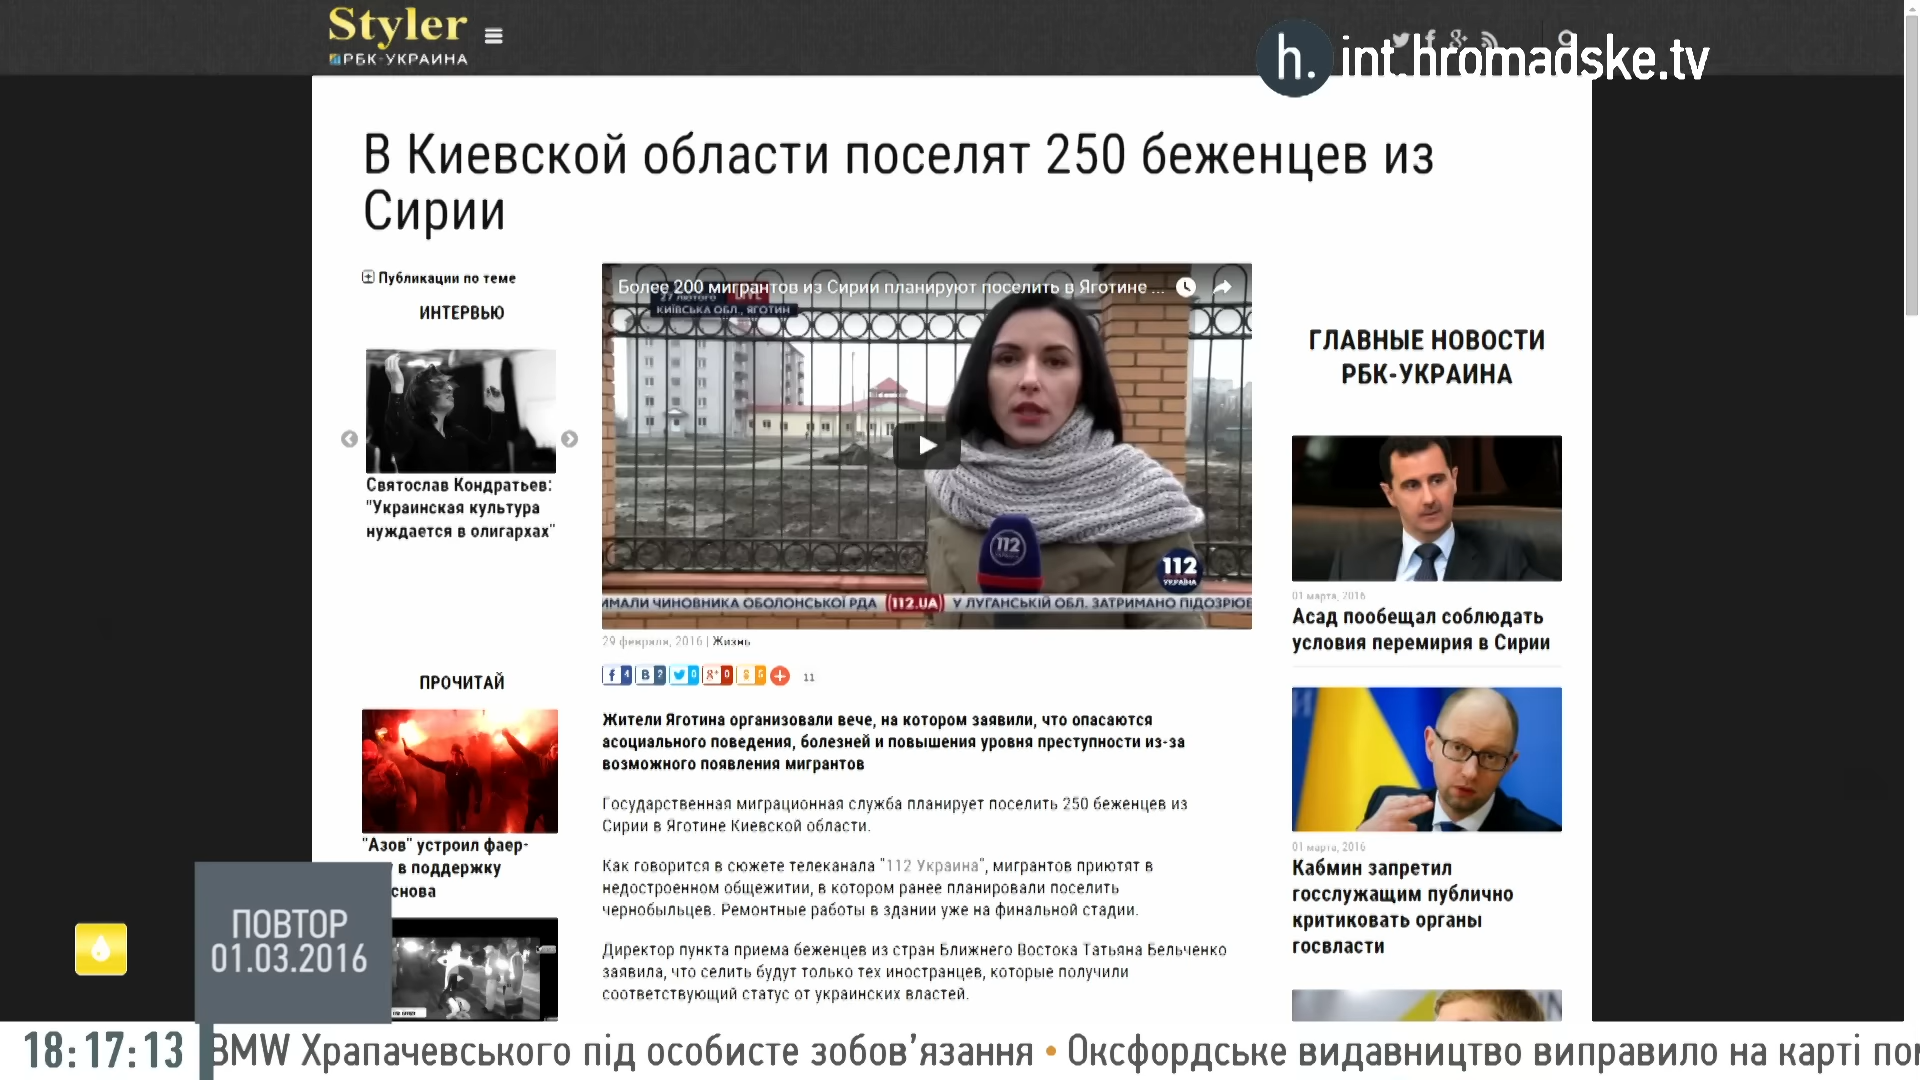 Styler
РБК-УКРАИНА
h. int.hromadske.tv
В Киевской области поселят 250 беженцев из
Сирии
Публикации по теме
ИНТЕРВЬЮ
Святослав Кондратьев:
"Украинская культура
нуждается в олигархах"
ПРОЧИТАЙ
"Азов" устроил фаер-
в поддержку
снова
Более 200 мигрантов из Сирии планируют поселить в Яготине ...
27 лютого LIVE
КИЇВСЬКА ОБЛ., ЯГОТИН
112
112
УКРАЇНА
ИМАЛИ ЧИНОВНИКА ОБОЛОНСЬКОЇ РДА (112.UA) У ЛУГАНСЬКІЙ ОБЛ. ЗАТРИМАНО ПІДОЗРЮВ
29 февраля, 2016 | Жизнь
11
Жители Яготина организовали вече, на котором заявили, что опасаются
асоциального поведения, болезней и повышения уровня преступности из-за
возможного появления мигрантов
Государственная миграционная служба планирует поселить 250 беженцев из
Сирии в Яготине Киевской области.
Как говорится в сюжете телеканала "112 Украина", мигрантов приютят в
недостроенном общежитии, в котором ранее планировали поселить
чернобыльцев. Ремонтные работы в здании уже на финальной стадии.
Директор пункта приема беженцев из стран Ближнего Востока Татьяна Бельченко
заявила, что селить будут только тех иностранцев, которые получили
соответствующий статус от украинских властей.
ГЛАВНЫЕ НОВОСТИ
РБК-УКРАИНА
01 марта, 2016
Асад пообещал соблюдать
условия перемирия в Сирии
01 марта, 2016
Кабмин запретил
госслужащим публично
критиковать органы
госвласти
ПОВТОР
01.03.2016
18:17:13
BMW Храпачевського під особисте зобов’язання • Оксфордське видавництво виправило на карті пом